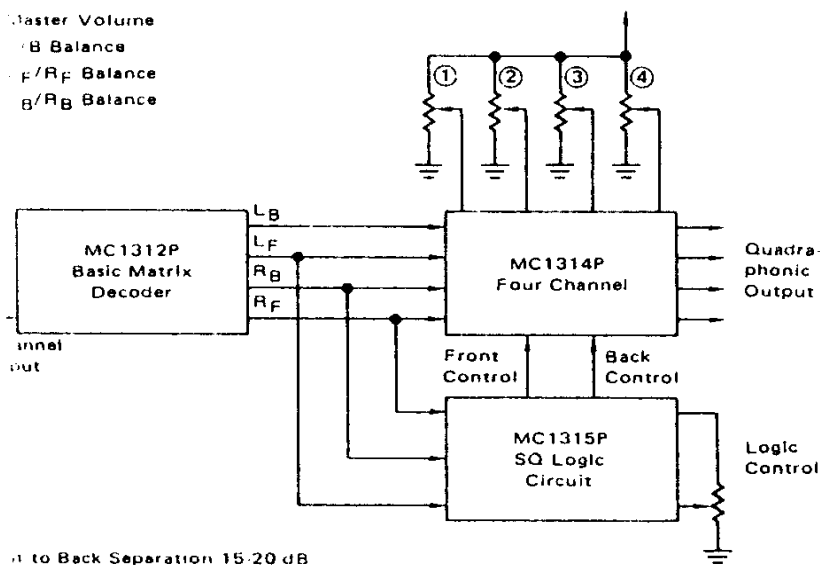 Volume
B Balance
F/RF Balance
B/RB Balance
① ② ③ ④
LB
LF
RB
RF
MC1312P
Basic Matrix
Decoder
MC1314P
Four Channel
Quadra-
phonic
Output
Front
Control
Back
Control
MC1315P
SQ Logic
Circuit
Logic
Control
to Back Separation 15-20 dB